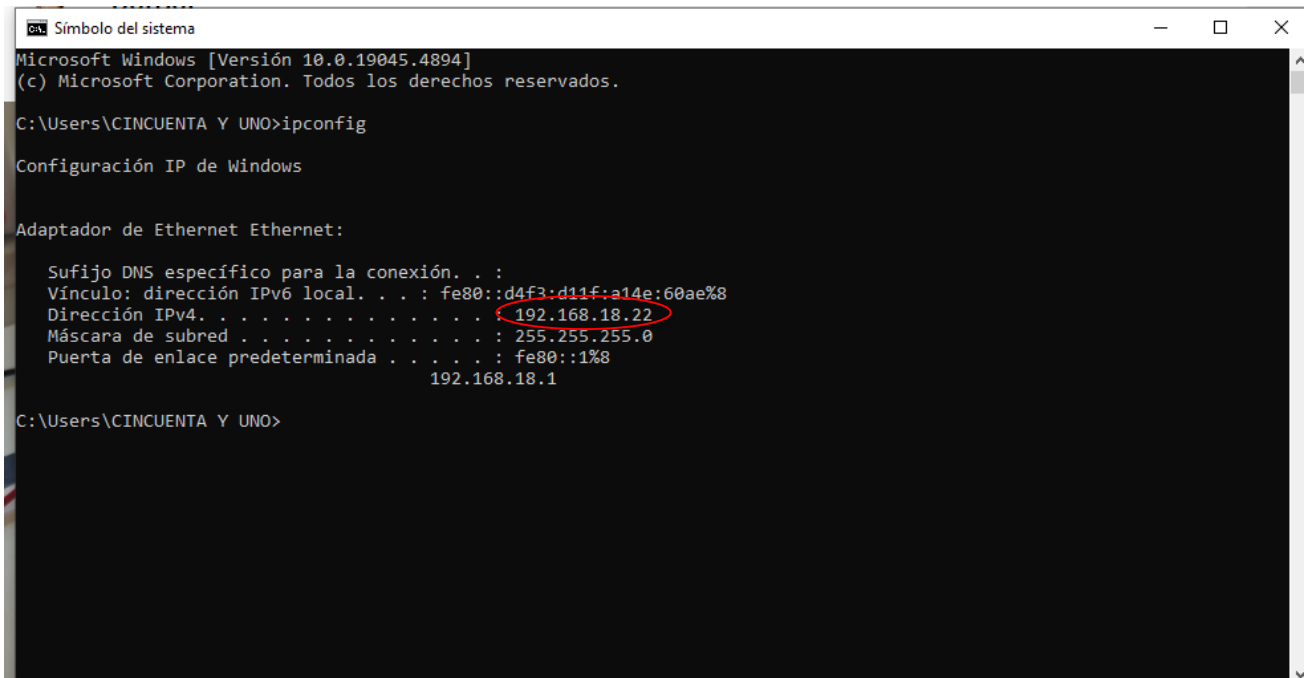 Símbolo del sistema
Microsoft Windows [Versión 10.0.19045.4894]
(c) Microsoft Corporation. Todos los derechos reservados.
C:\Users\CINCUENTA Y UNO>ipconfig
Configuración IP de Windows
Adaptador de Ethernet Ethernet:
Sufijo DNS específico para la conexión. . :
Vínculo: dirección IPv6 local. . . : fe80::d4f3:d11f:a14e:60ae%8
Dirección IPv4. . . . . . . . . . . . . . : 192.168.18.22
Máscara de subred . . . . . . . . . . . . : 255.255.255.0
Puerta de enlace predeterminada . . . . . : fe80::1%8
192.168.18.1
C:\Users\CINCUENTA Y UNO>